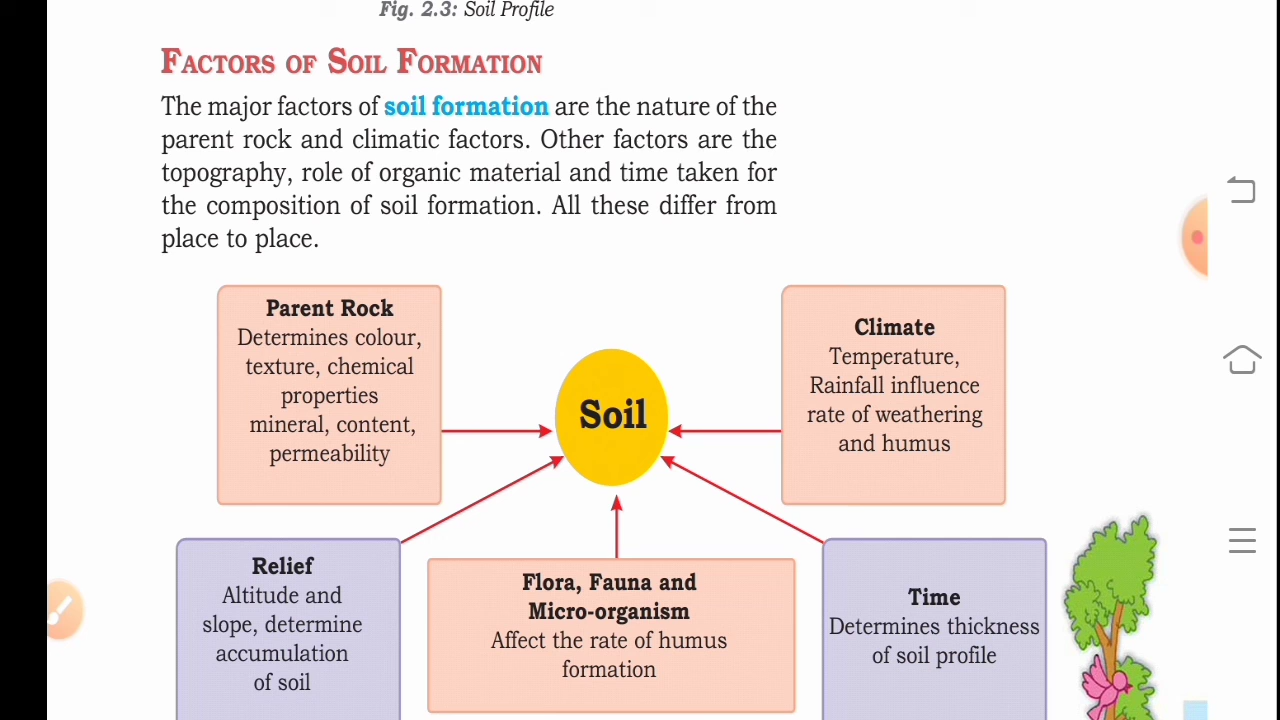 Fig. 2.3: Soil Profile
FACTORS OF SOIL FORMATION
The major factors of soil formation are the nature of the
parent rock and climatic factors. Other factors are the
topography, role of organic material and time taken for
the composition of soil formation. All these differ from
place to place.
Parent Rock
Determines colour,
texture, chemical
properties
mineral, content,
permeability
Soil
Climate
Temperature,
Rainfall influence
rate of weathering
and humus
Relief
Altitude and
slope, determine
accumulation
of soil
Flora, Fauna and
Micro-organism
Affect the rate of humus
formation
Time
Determines thickness
of soil profile